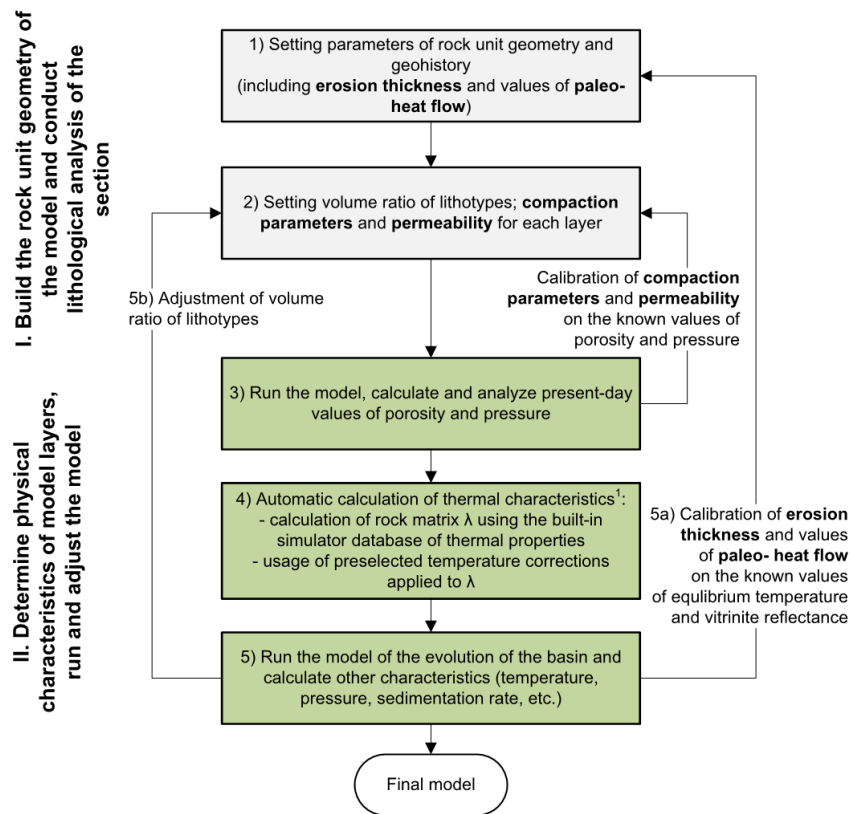 I. Build the rock unit geometry of
the model and conduct
lithological analysis of the
section
1) Setting parameters of rock unit geometry and
geohistory
(including erosion thickness and values of paleo-
heat flow)
2) Setting volume ratio of lithotypes; compaction
parameters and permeability for each layer
5b) Adjustment of volume
ratio of lithotypes
Calibration of compaction
parameters and permeability
on the known values of
porosity and pressure
II. Determine physical
characteristics of model layers,
run and adjust the model
3) Run the model, calculate and analyze present-day
values of porosity and pressure
4) Automatic calculation of thermal characteristics¹:
- calculation of rock matrix λ using the built-in
simulator database of thermal properties
- usage of preselected temperature corrections
applied to λ
5a) Calibration of erosion
thickness and values
of paleo- heat flow
on the known values
of equlibrium temperature
and vitrinite reflectance
5) Run the model of the evolution of the basin and
calculate other characteristics (temperature,
pressure, sedimentation rate, etc.)
Final model